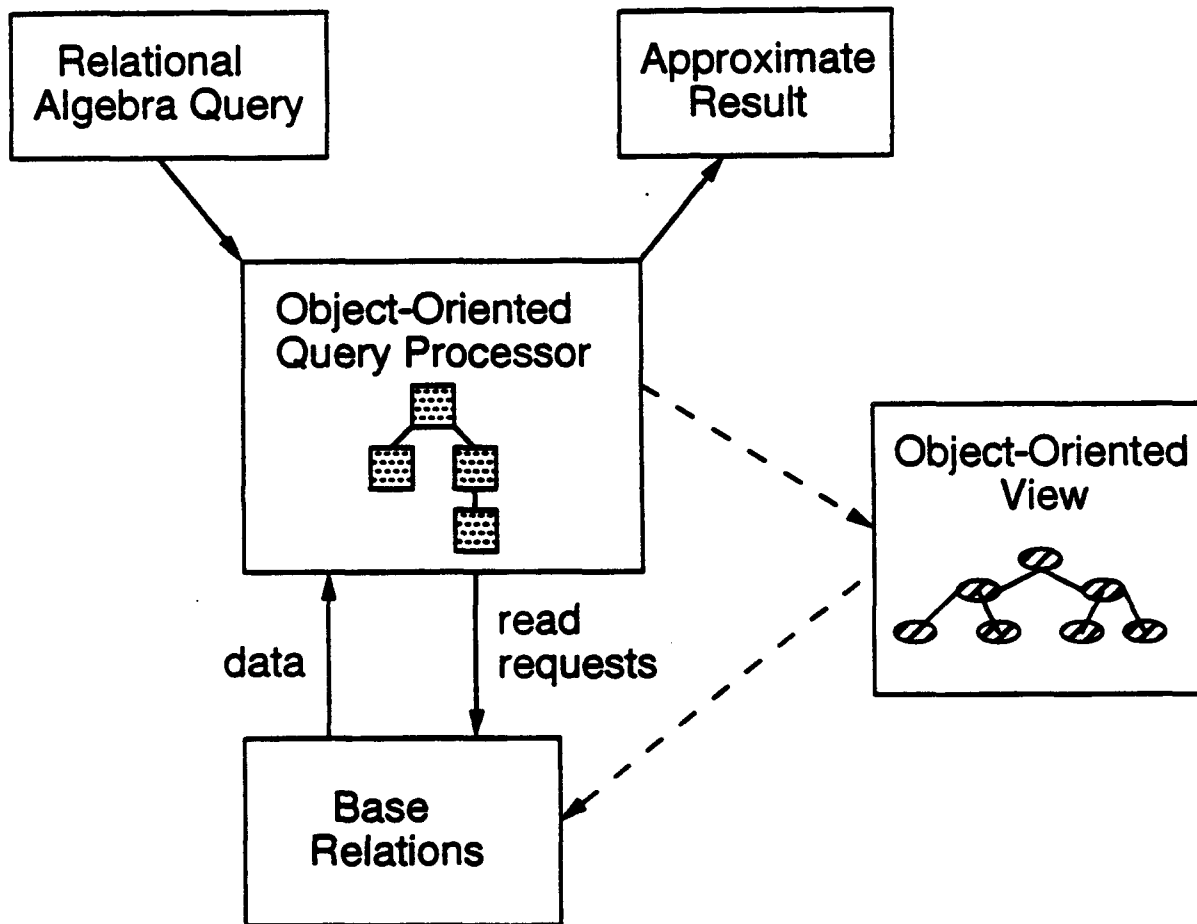 Relational
Algebra Query
Approximate
Result
Object-Oriented
Query Processor
Object-Oriented
View
data
read
requests
Base
Relations